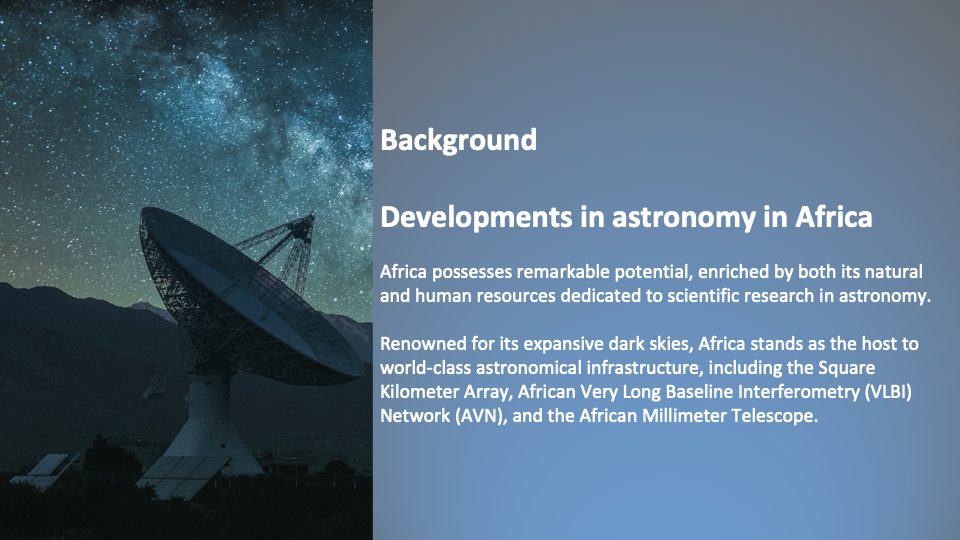 Background
Developments in astronomy in Africa
Africa possesses remarkable potential, enriched by both its natural
and human resources dedicated to scientific research in astronomy.
Renowned for its expansive dark skies, Africa stands as the host to
world-class astronomical infrastructure, including the Square
Kilometer Array, African Very Long Baseline Interferometry (VLBI)
Network (AVN), and the African Millimeter Telescope.